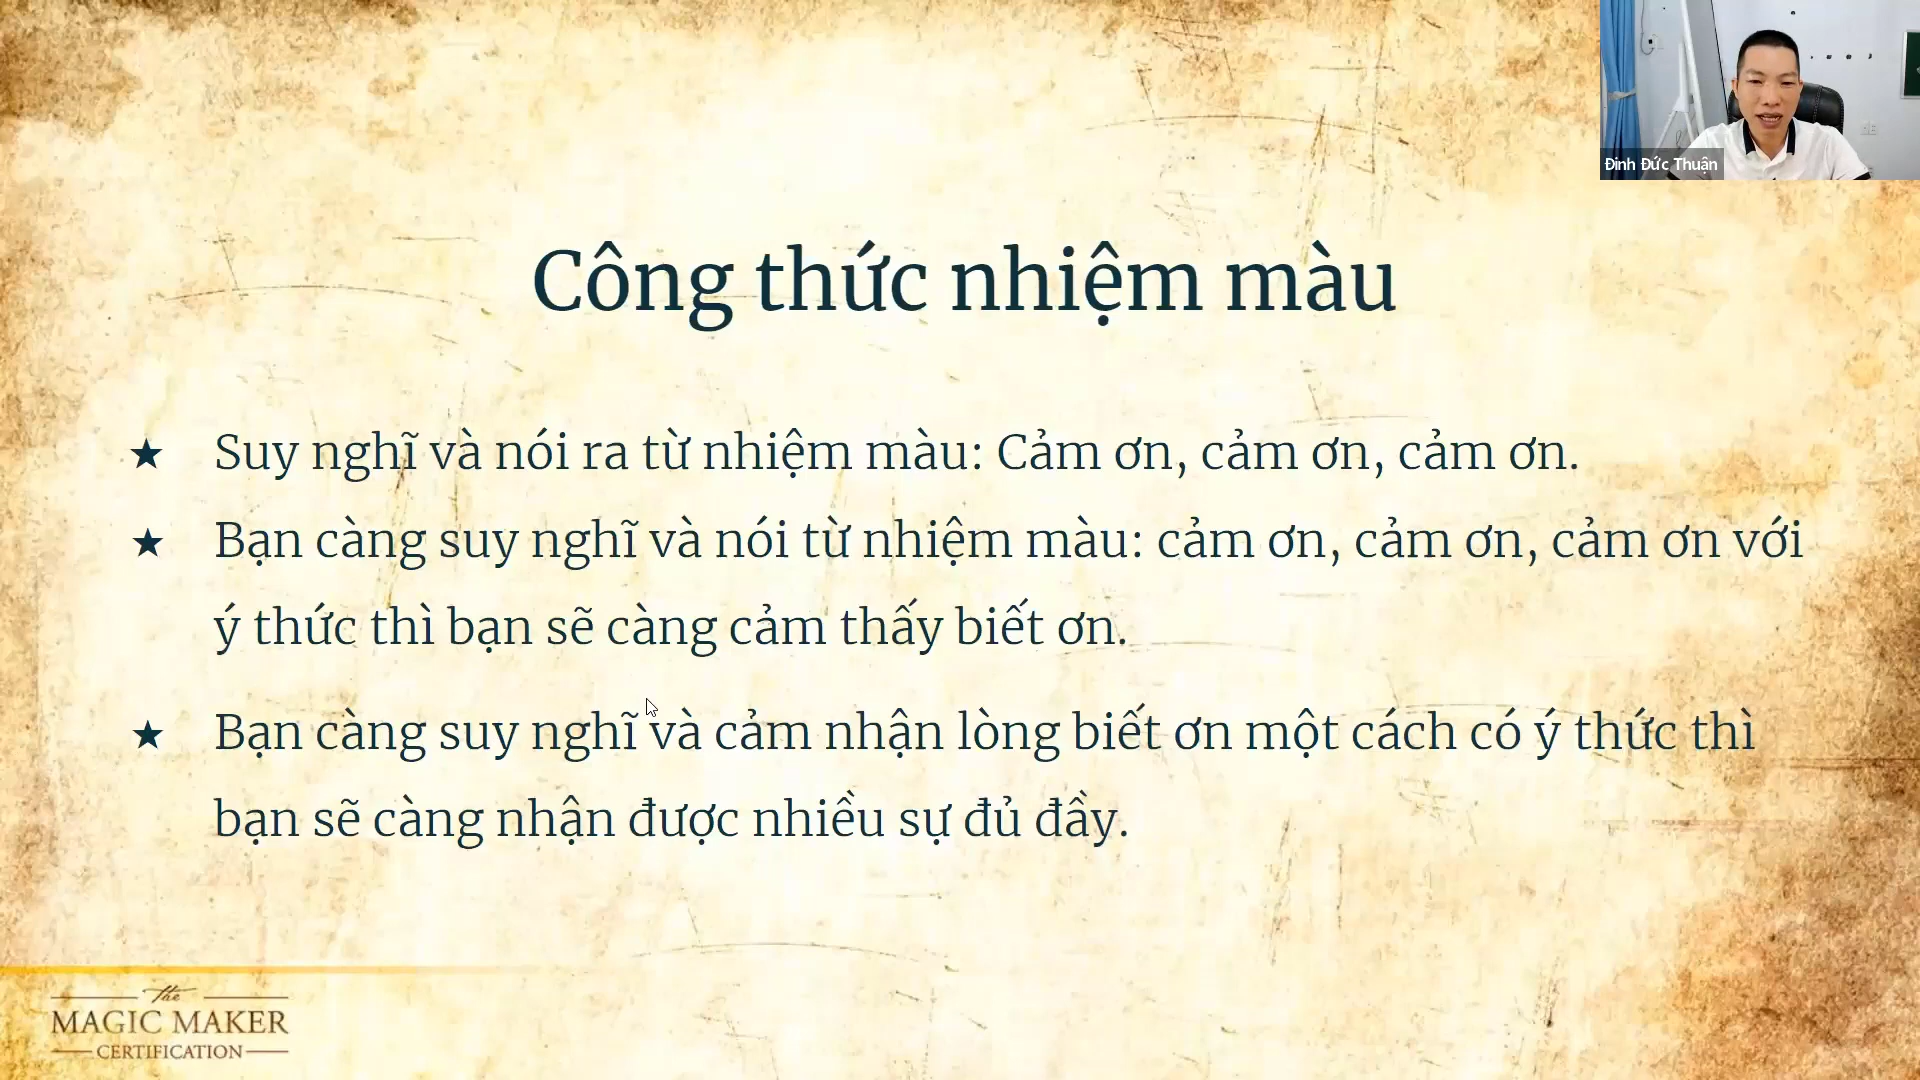 Đinh Đức Thuận
Công thức nhiệm màu
★ Suy nghĩ và nói ra từ nhiệm màu: Cảm ơn, cảm ơn, cảm ơn.
★ Bạn càng suy nghĩ và nói từ nhiệm màu: cảm ơn, cảm ơn, cảm ơn với
ý thức thì bạn sẽ càng cảm thấy biết ơn.
★ Bạn càng suy nghĩ và cảm nhận lòng biết ơn một cách có ý thức thì
bạn sẽ càng nhận được nhiều sự đủ đầy.
The
MAGIC MAKER
CERTIFICATION